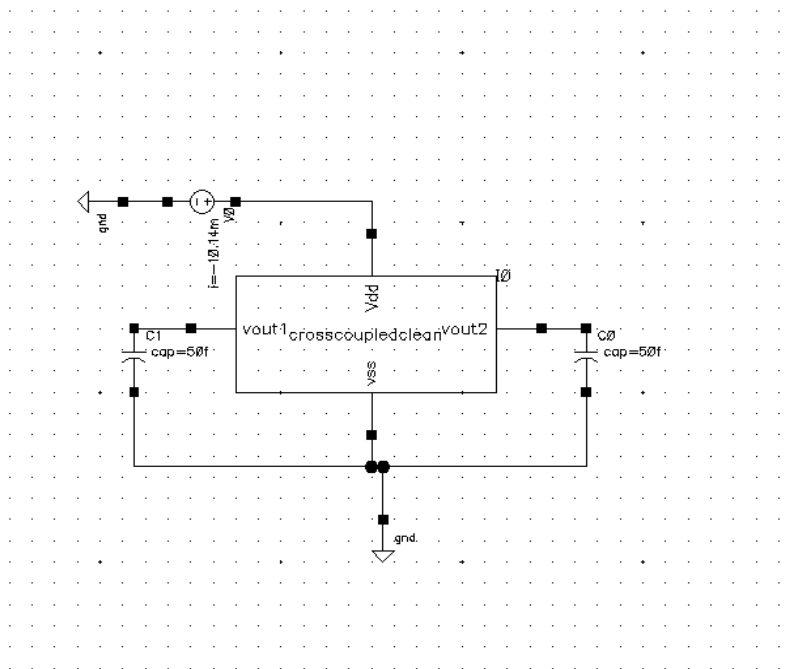 gnd
i=-10.14m
V0
I0
Vdd
vout1
crosscoupledclean
vout2
vss
C1
cap=50f
C0
cap=50f
gnd